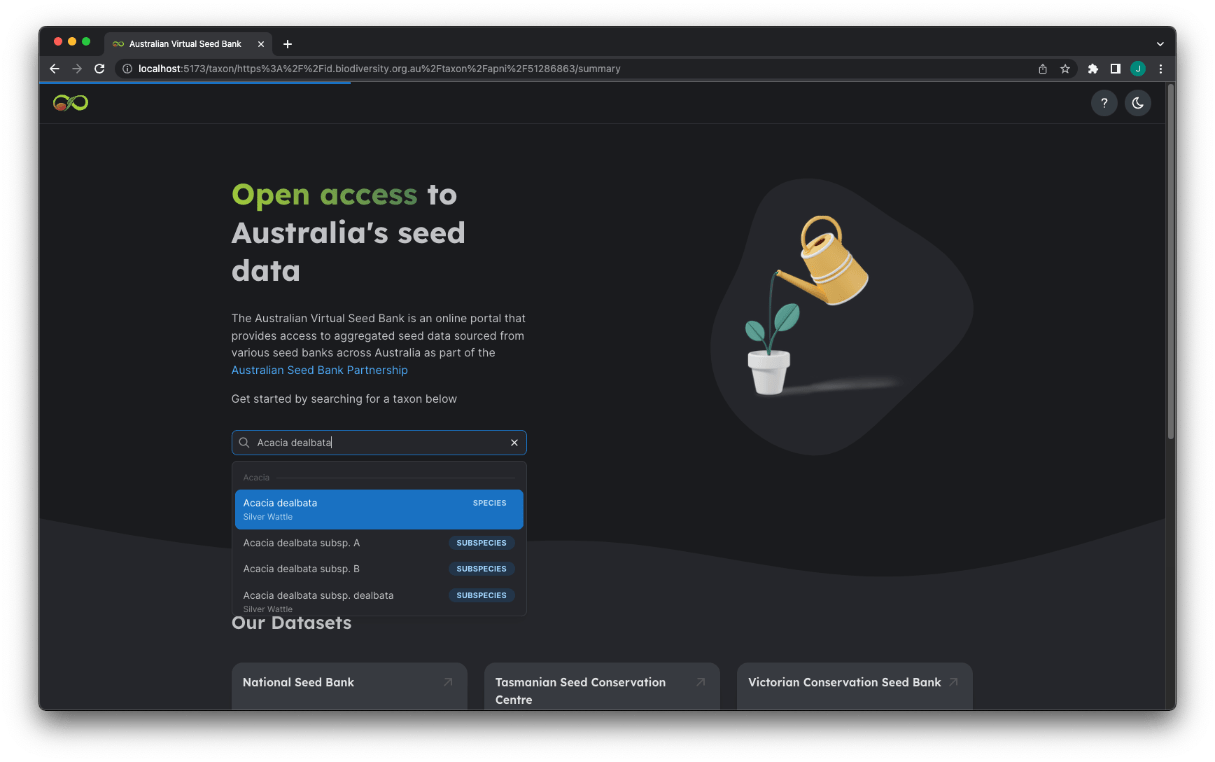 Australian Virtual Seed Bank
localhost:5173/taxon/https%3A%2F%2Fid.biodiversity.org.au%2Ftaxon%2Fapni%2F51286863/summary
J
?
Open access to
Australia's seed
data
The Australian Virtual Seed Bank is an online portal that
provides access to aggregated seed data sourced from
various seed banks across Australia as part of the
Australian Seed Bank Partnership
Get started by searching for a taxon below
Acacia dealbata
Acacia
Acacia dealbata SPECIES
Silver Wattle
Acacia dealbata subsp. A SUBSPECIES
Acacia dealbata subsp. B SUBSPECIES
Acacia dealbata subsp. dealbata SUBSPECIES
Silver Wattle
Our Datasets
National Seed Bank
Tasmanian Seed Conservation
Centre
Victorian Conservation Seed Bank